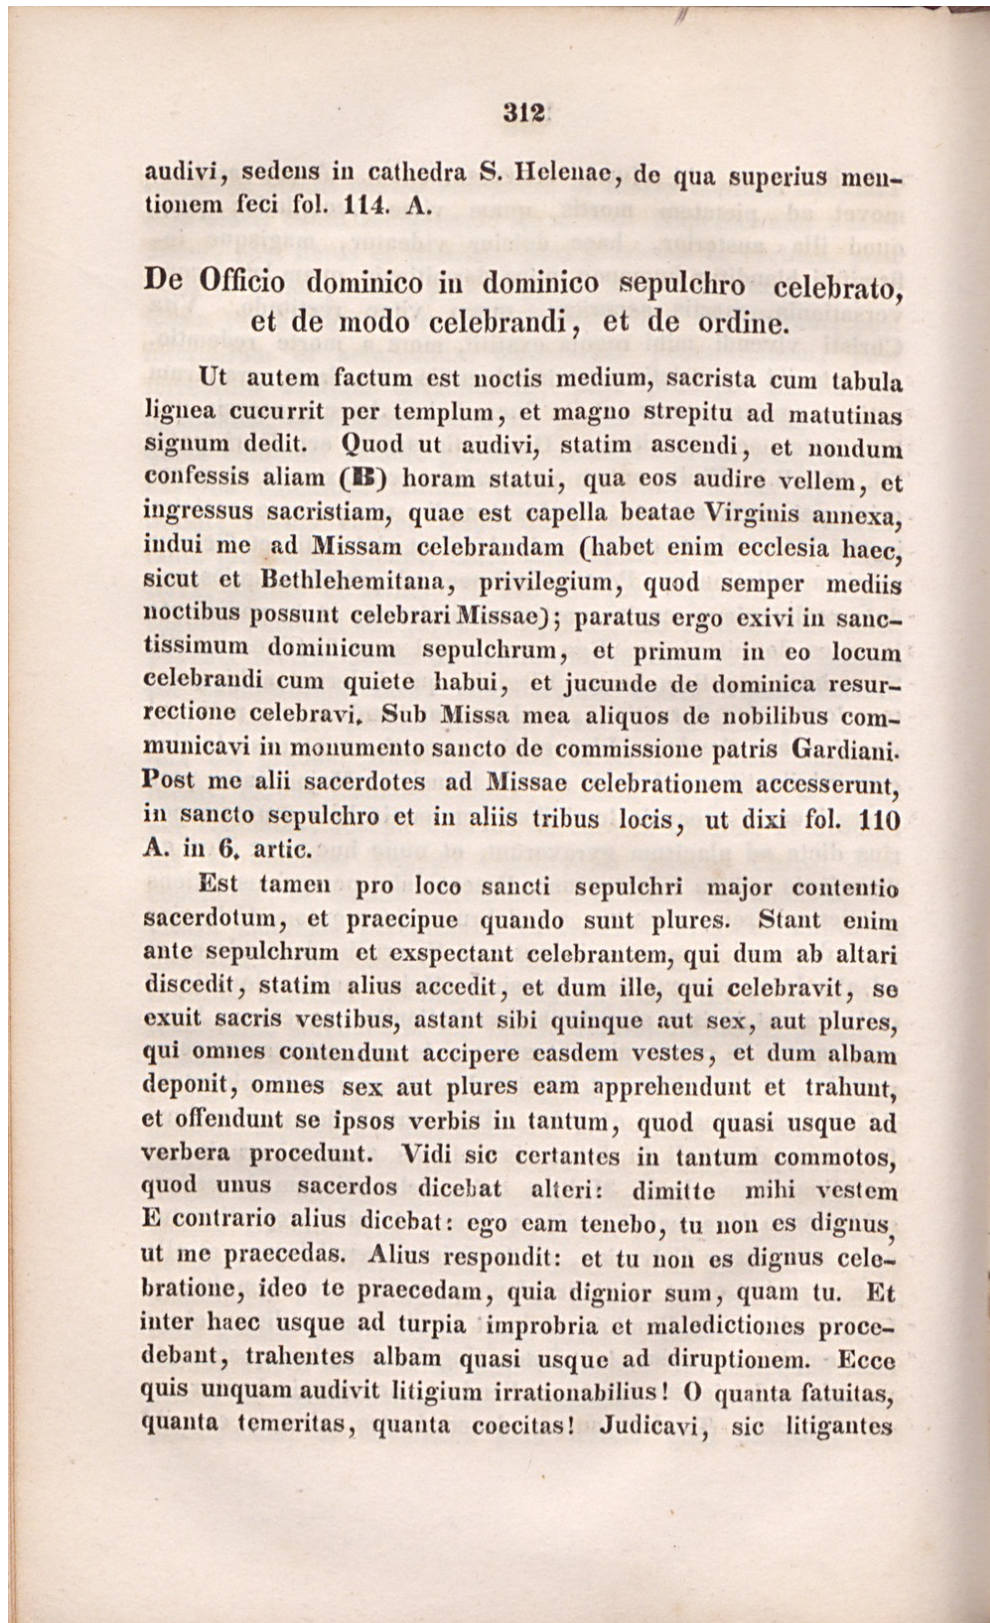 312
audivi, sedens in cathedra S. Helenae, de qua superius men-
tionem feci fol. 114. A.
De Officio dominico in dominico sepulchro celebrato,
et de modo celebrandi, et de ordine.
Ut autem factum est noctis medium, sacrista cum tabula
lignea cucurrit per templum, et magno strepitu ad matutinas
signum dedit. Quod ut audivi, statim ascendi, et nondum
confessis aliam (B) horam statui, qua eos audire vellem, et
ingressus sacristiam, quae est capella beatae Virginis annexa,
indui me ad Missam celebrandam (habet enim ecclesia haec,
sicut et Bethlehemitana, privilegium, quod semper mediis
noctibus possunt celebrari Missae); paratus ergo exivi in sanc-
tissimum dominicum sepulchrum, et primum in eo locum
celebrandi cum quiete habui, et jucunde de dominica resur-
rectione celebravi. Sub Missa mea aliquos de nobilibus com-
municavi in monumento sancto de commissione patris Gardiani.
Post me alii sacerdotes ad Missae celebrationem accesserunt,
in sancto sepulchro et in aliis tribus locis, ut dixi fol. 110
A. in 6. artic.
Est tamen pro loco sancti sepulchri major contentio
sacerdotum, et praecipue quando sunt plures. Stant enim
ante sepulchrum et exspectant celebrantem, qui dum ab altari
discedit, statim alius accedit, et dum ille, qui celebravit, se
exuit sacris vestibus, astant sibi quinque aut sex, aut plures,
qui omnes contendunt accipere easdem vestes, et dum albam
deponit, omnes sex aut plures eam apprehendunt et trahunt,
et offendunt se ipsos verbis in tantum, quod quasi usque ad
verbera procedunt. Vidi sic certantes in tantum commotos,
quod unus sacerdos dicebat alteri: dimitte mihi vestem
E contrario alius dicebat: ego eam tenebo, tu non es dignus,
ut me praecedas. Alius respondit: et tu non es dignus cele-
bratione, ideo te praecedam, quia dignior sum, quam tu. Et
inter haec usque ad turpia improbria et maledictiones proce-
debant, trahentes albam quasi usque ad diruptionem. Ecce
quis unquam audivit litigium irrationabilius! O quanta fatuitas,
quanta temeritas, quanta coecitas! Judicavi, sic litigantes